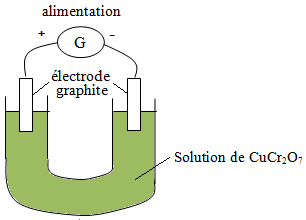 alimentation
+ –
G
électrode
graphite
Solution de CuCr₂O₇